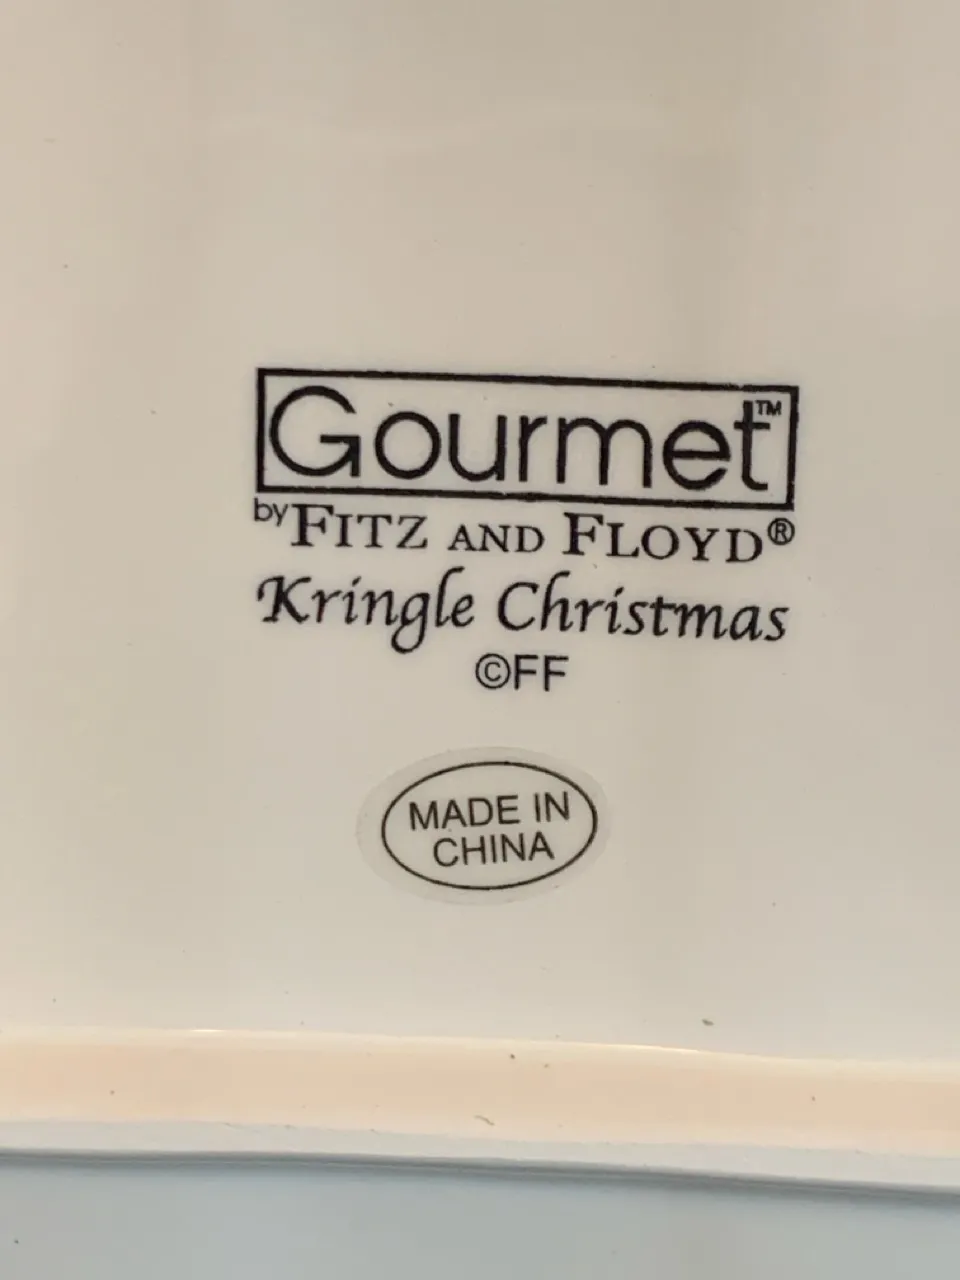 Gourmet™
by FITZ AND FLOYD®
Kringle Christmas
©FF
MADE IN
CHINA